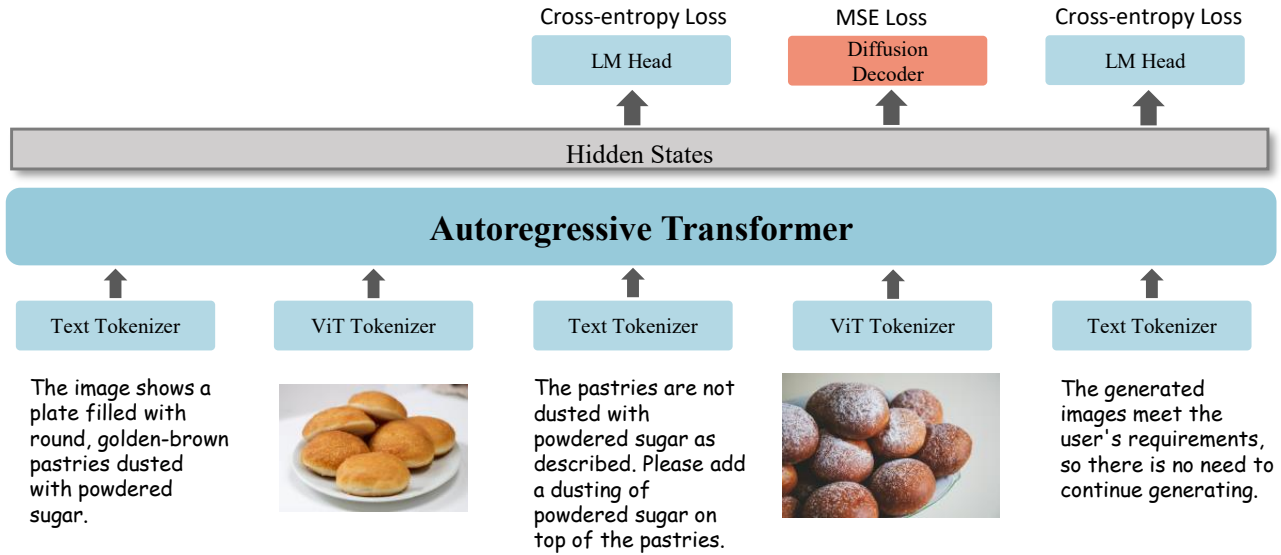 Cross-entropy Loss
MSE Loss
Cross-entropy Loss
LM Head
Diffusion
Decoder
LM Head
Hidden States
Autoregressive Transformer
Text Tokenizer
ViT Tokenizer
Text Tokenizer
ViT Tokenizer
Text Tokenizer
The image shows a
plate filled with
round, golden-brown
pastries dusted
with powdered
sugar.
The pastries are not
dusted with
powdered sugar as
described. Please add
a dusting of
powdered sugar on
top of the pastries.
The generated
images meet the
user's requirements,
so there is no need to
continue generating.